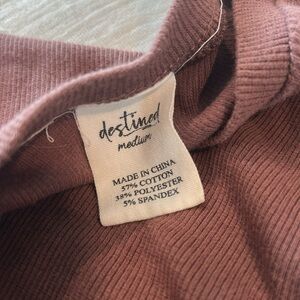 destined
medium
MADE IN CHINA
57% COTTON
38% POLYESTER
5% SPANDEX